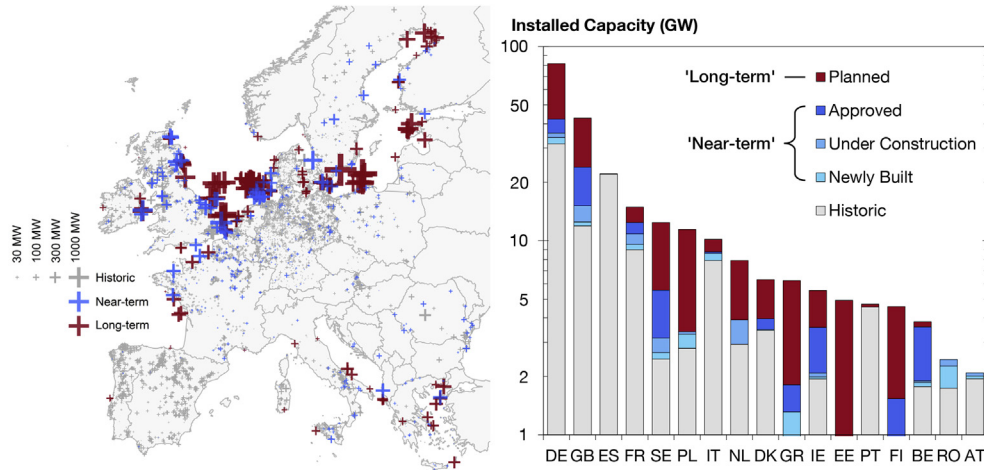 30 MW
100 MW
3000 MW
1000 MW
Historic
Near-term
Long-term
Installed Capacity (GW)
100
50
20
10
5
2
1
'Long-term'
Planned
Approved
'Near-term'
Under Construction
Newly Built
Historic
DE GB ES FR SE PL IT NL DK GR IE EE PT FI BE RO AT